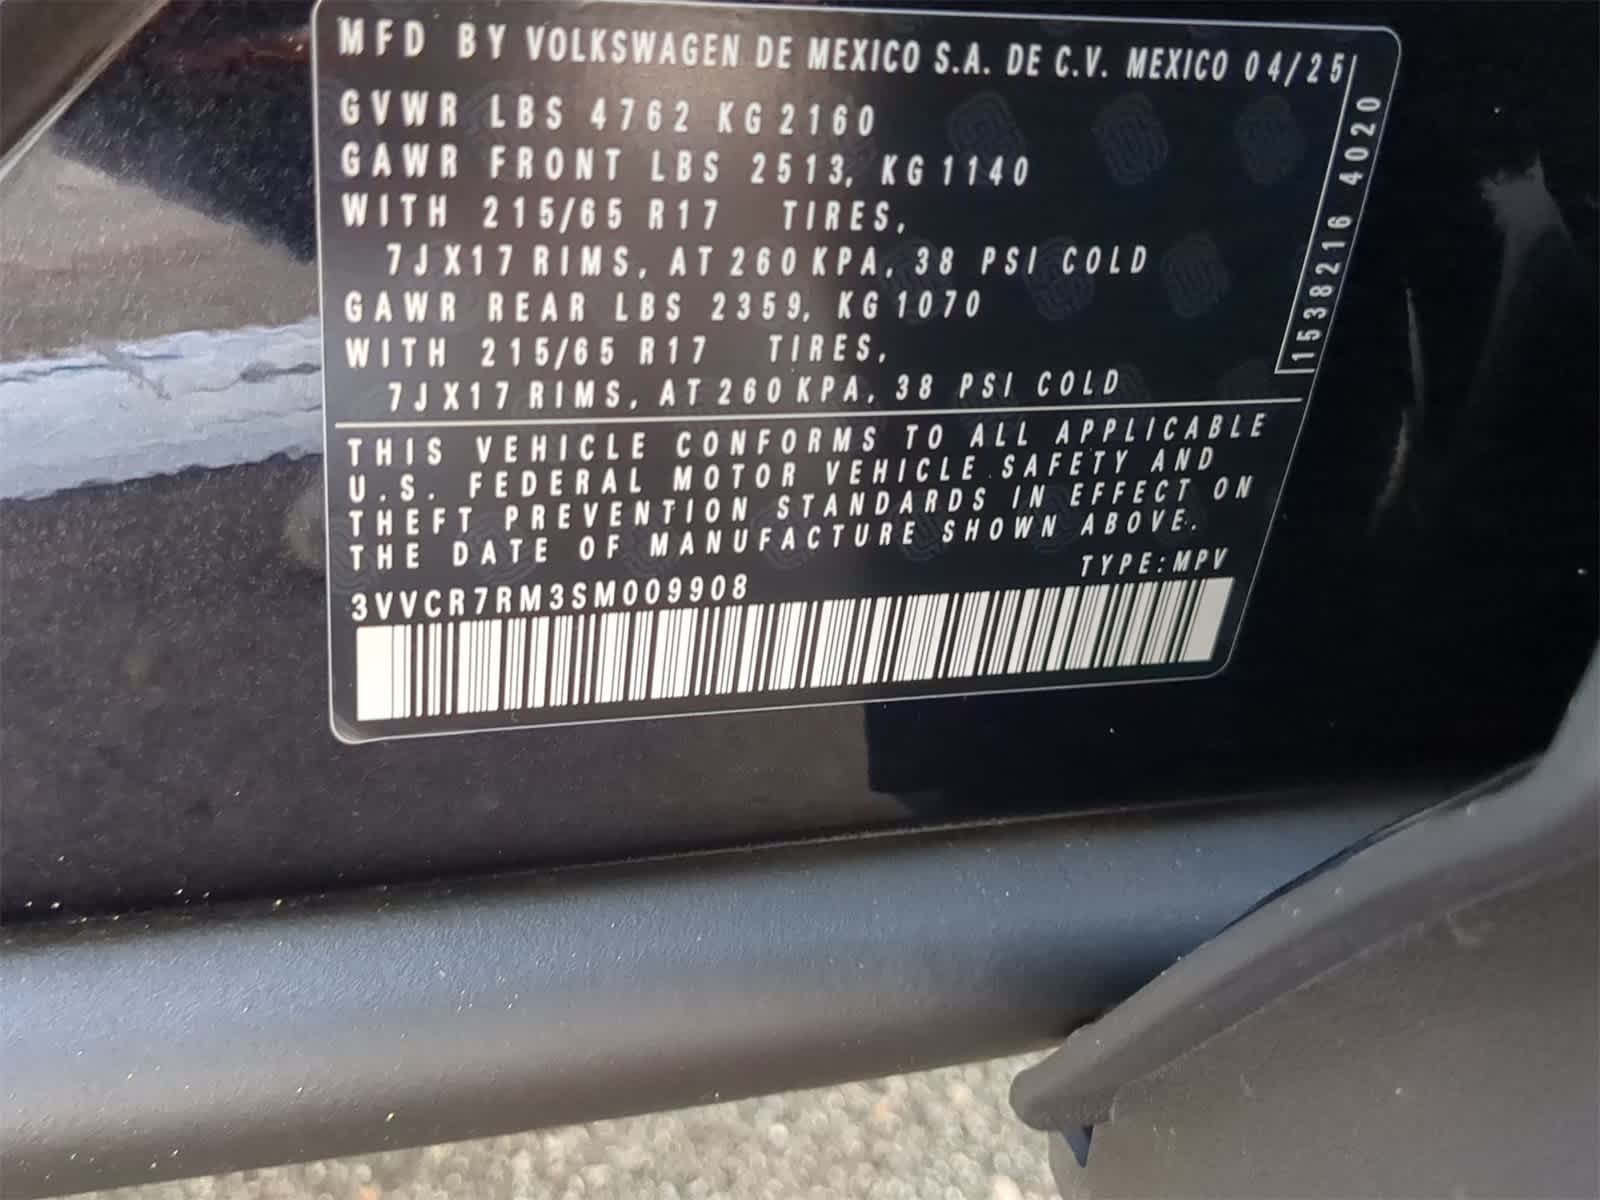 MFD BY VOLKSWAGEN DE MEXICO S.A. DE C.V. MEXICO 04/25
GVWR LBS 4762 KG 2160
GAWR FRONT LBS 2513, KG 1140
WITH 215/65 R17 TIRES,
7JX17 RIMS, AT 260 KPA, 38 PSI COLD
GAWR REAR LBS 2359, KG 1070
WITH 215/65 R17 TIRES,
7JX17 RIMS, AT 260 KPA, 38 PSI COLD
1538216 4020
THIS VEHICLE CONFORMS TO ALL APPLICABLE
U.S. FEDERAL MOTOR VEHICLE SAFETY AND
THEFT PREVENTION STANDARDS IN EFFECT ON
THE DATE OF MANUFACTURE SHOWN ABOVE.
TYPE: MPV
3VVCR7RM3SM009908